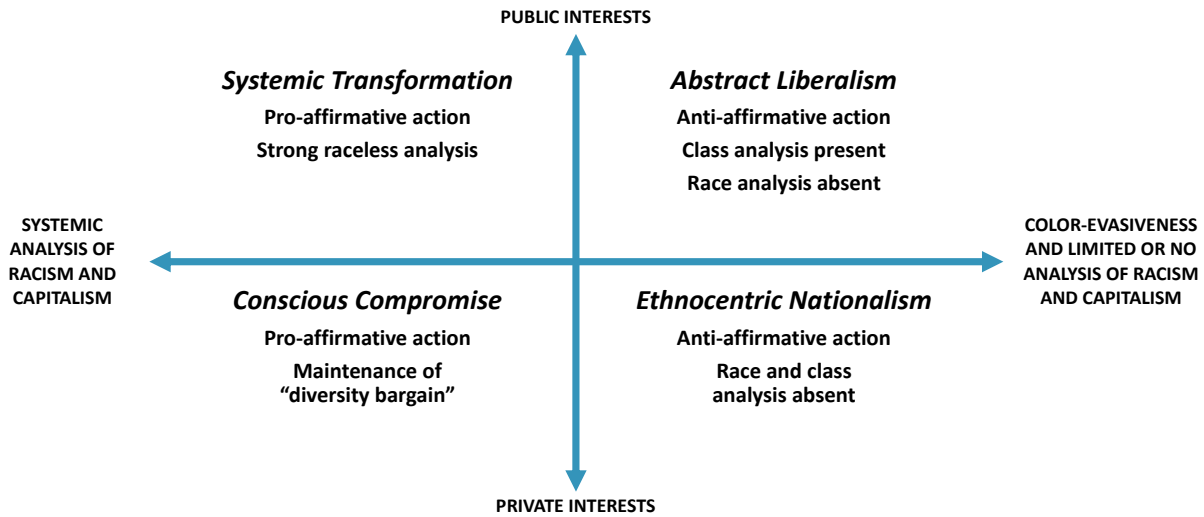 PUBLIC INTERESTS
Systemic Transformation
Pro-affirmative action
Strong raceless analysis
Abstract Liberalism
Anti-affirmative action
Class analysis present
Race analysis absent
SYSTEMIC
ANALYSIS OF
RACISM AND
CAPITALISM
COLOR-EVASIVENESS
AND LIMITED OR NO
ANALYSIS OF RACISM
AND CAPITALISM
Conscious Compromise
Pro-affirmative action
Maintenance of
“diversity bargain”
Ethnocentric Nationalism
Anti-affirmative action
Race and class
analysis absent
PRIVATE INTERESTS